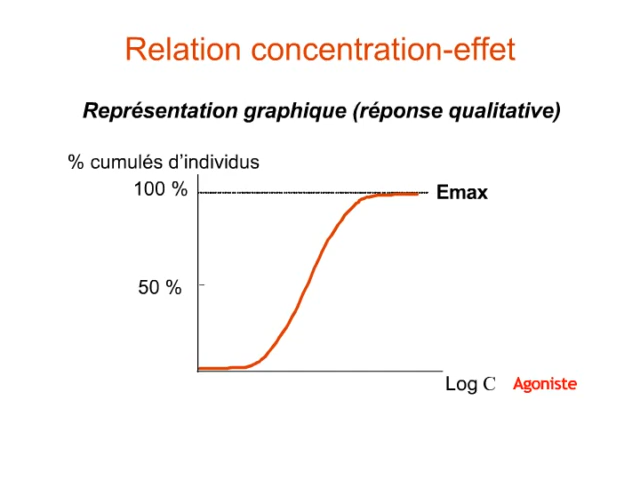 Relation concentration-effet
Représentation graphique (réponse qualitative)
% cumulés d'individus
100 %
Emax
50 %
Log C Agoniste